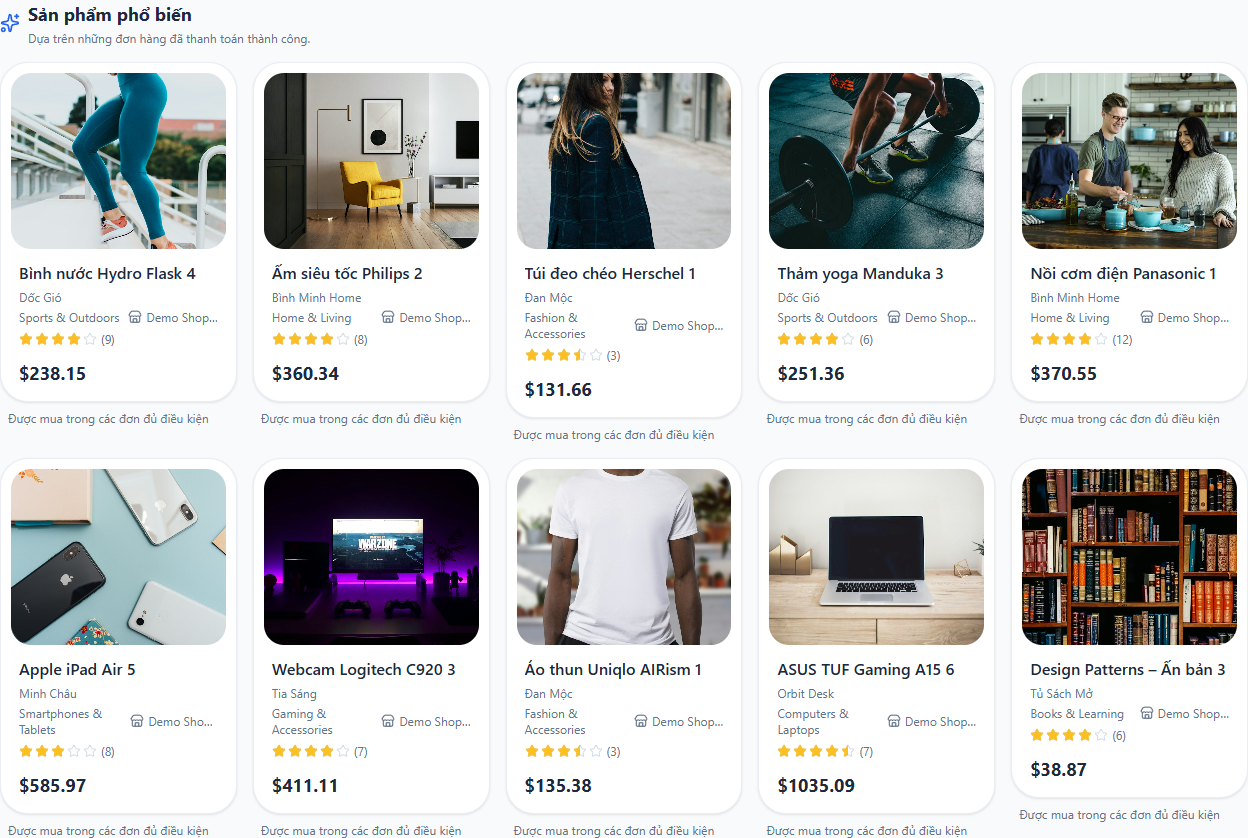 Sản phẩm phổ biến
Dựa trên những đơn hàng đã thanh toán thành công.
Bình nước Hydro Flask 4
Dốc Gió
Sports & Outdoors
Demo Shop...
(9)
$238.15
Được mua trong các đơn đủ điều kiện
Ấm siêu tốc Philips 2
Bình Minh Home
Home & Living
Demo Shop...
(8)
$360.34
Được mua trong các đơn đủ điều kiện
Túi đeo chéo Herschel 1
Đan Mộc
Fashion &
Accessories
Demo Shop...
(3)
$131.66
Được mua trong các đơn đủ điều kiện
Thảm yoga Manduka 3
Dốc Gió
Sports & Outdoors
Demo Shop...
(6)
$251.36
Được mua trong các đơn đủ điều kiện
Nồi cơm điện Panasonic 1
Bình Minh Home
Home & Living
Demo Shop...
(12)
$370.55
Được mua trong các đơn đủ điều kiện
Apple iPad Air 5
Minh Châu
Smartphones &
Tablets
Demo Sho...
(8)
$585.97
Được mua trong các đơn đủ điều kiện
WARZONE
Webcam Logitech C920 3
Tia Sáng
Gaming &
Accessories
Demo Shop...
(7)
$411.11
Được mua trong các đơn đủ điều kiện
Áo thun Uniqlo AIRism 1
Đan Mộc
Fashion &
Accessories
Demo Shop...
(3)
$135.38
Được mua trong các đơn đủ điều kiện
ASUS TUF Gaming A15 6
Orbit Desk
Computers &
Laptops
Demo Shop...
(7)
$1035.09
Được mua trong các đơn đủ điều kiện
Design Patterns – Ấn bản 3
Tủ Sách Mở
Books & Learning
Demo Shop...
(6)
$38.87
Được mua trong các đơn đủ điều kiện